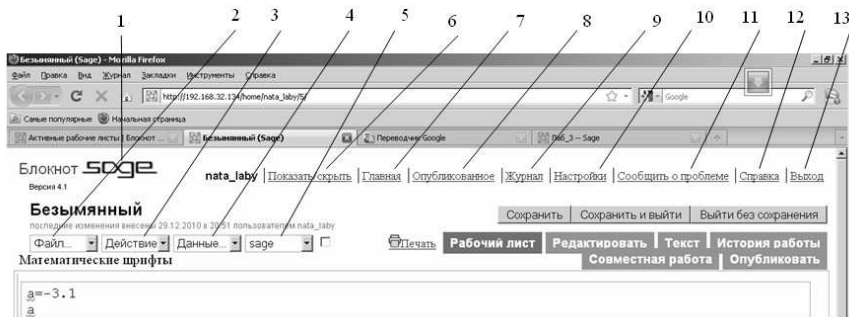 1 2 3 4 5 6 7 8 9 10 11 12 13
Безымянный (Sage) - Mozilla Firefox
Файл Правка Вид Журнал Закладки Инструменты Справка
http://192.168.32.134/home/nata_laby/5/ Google
Самые популярные Начальная страница
Активные рабочие листы | Блокнот ... Безымянный (Sage) Переводчик Google Лаб_3 -- Sage
Блокнот sage nata_laby | Показать/скрыть | Главная | Опубликованное | Журнал | Настройки | Сообщить о проблеме | Справка | Выход
Версия 4.1
Безымянный Сохранить Сохранить и выйти Выйти без сохранения
последние изменения внесены 29.12.2010 в 20:51 пользователем nata_laby
Файл... Действие Данные... sage Печать Рабочий лист Редактировать Текст История работы
Математические шрифты Совместная работа Опубликовать
a=-3.1
a